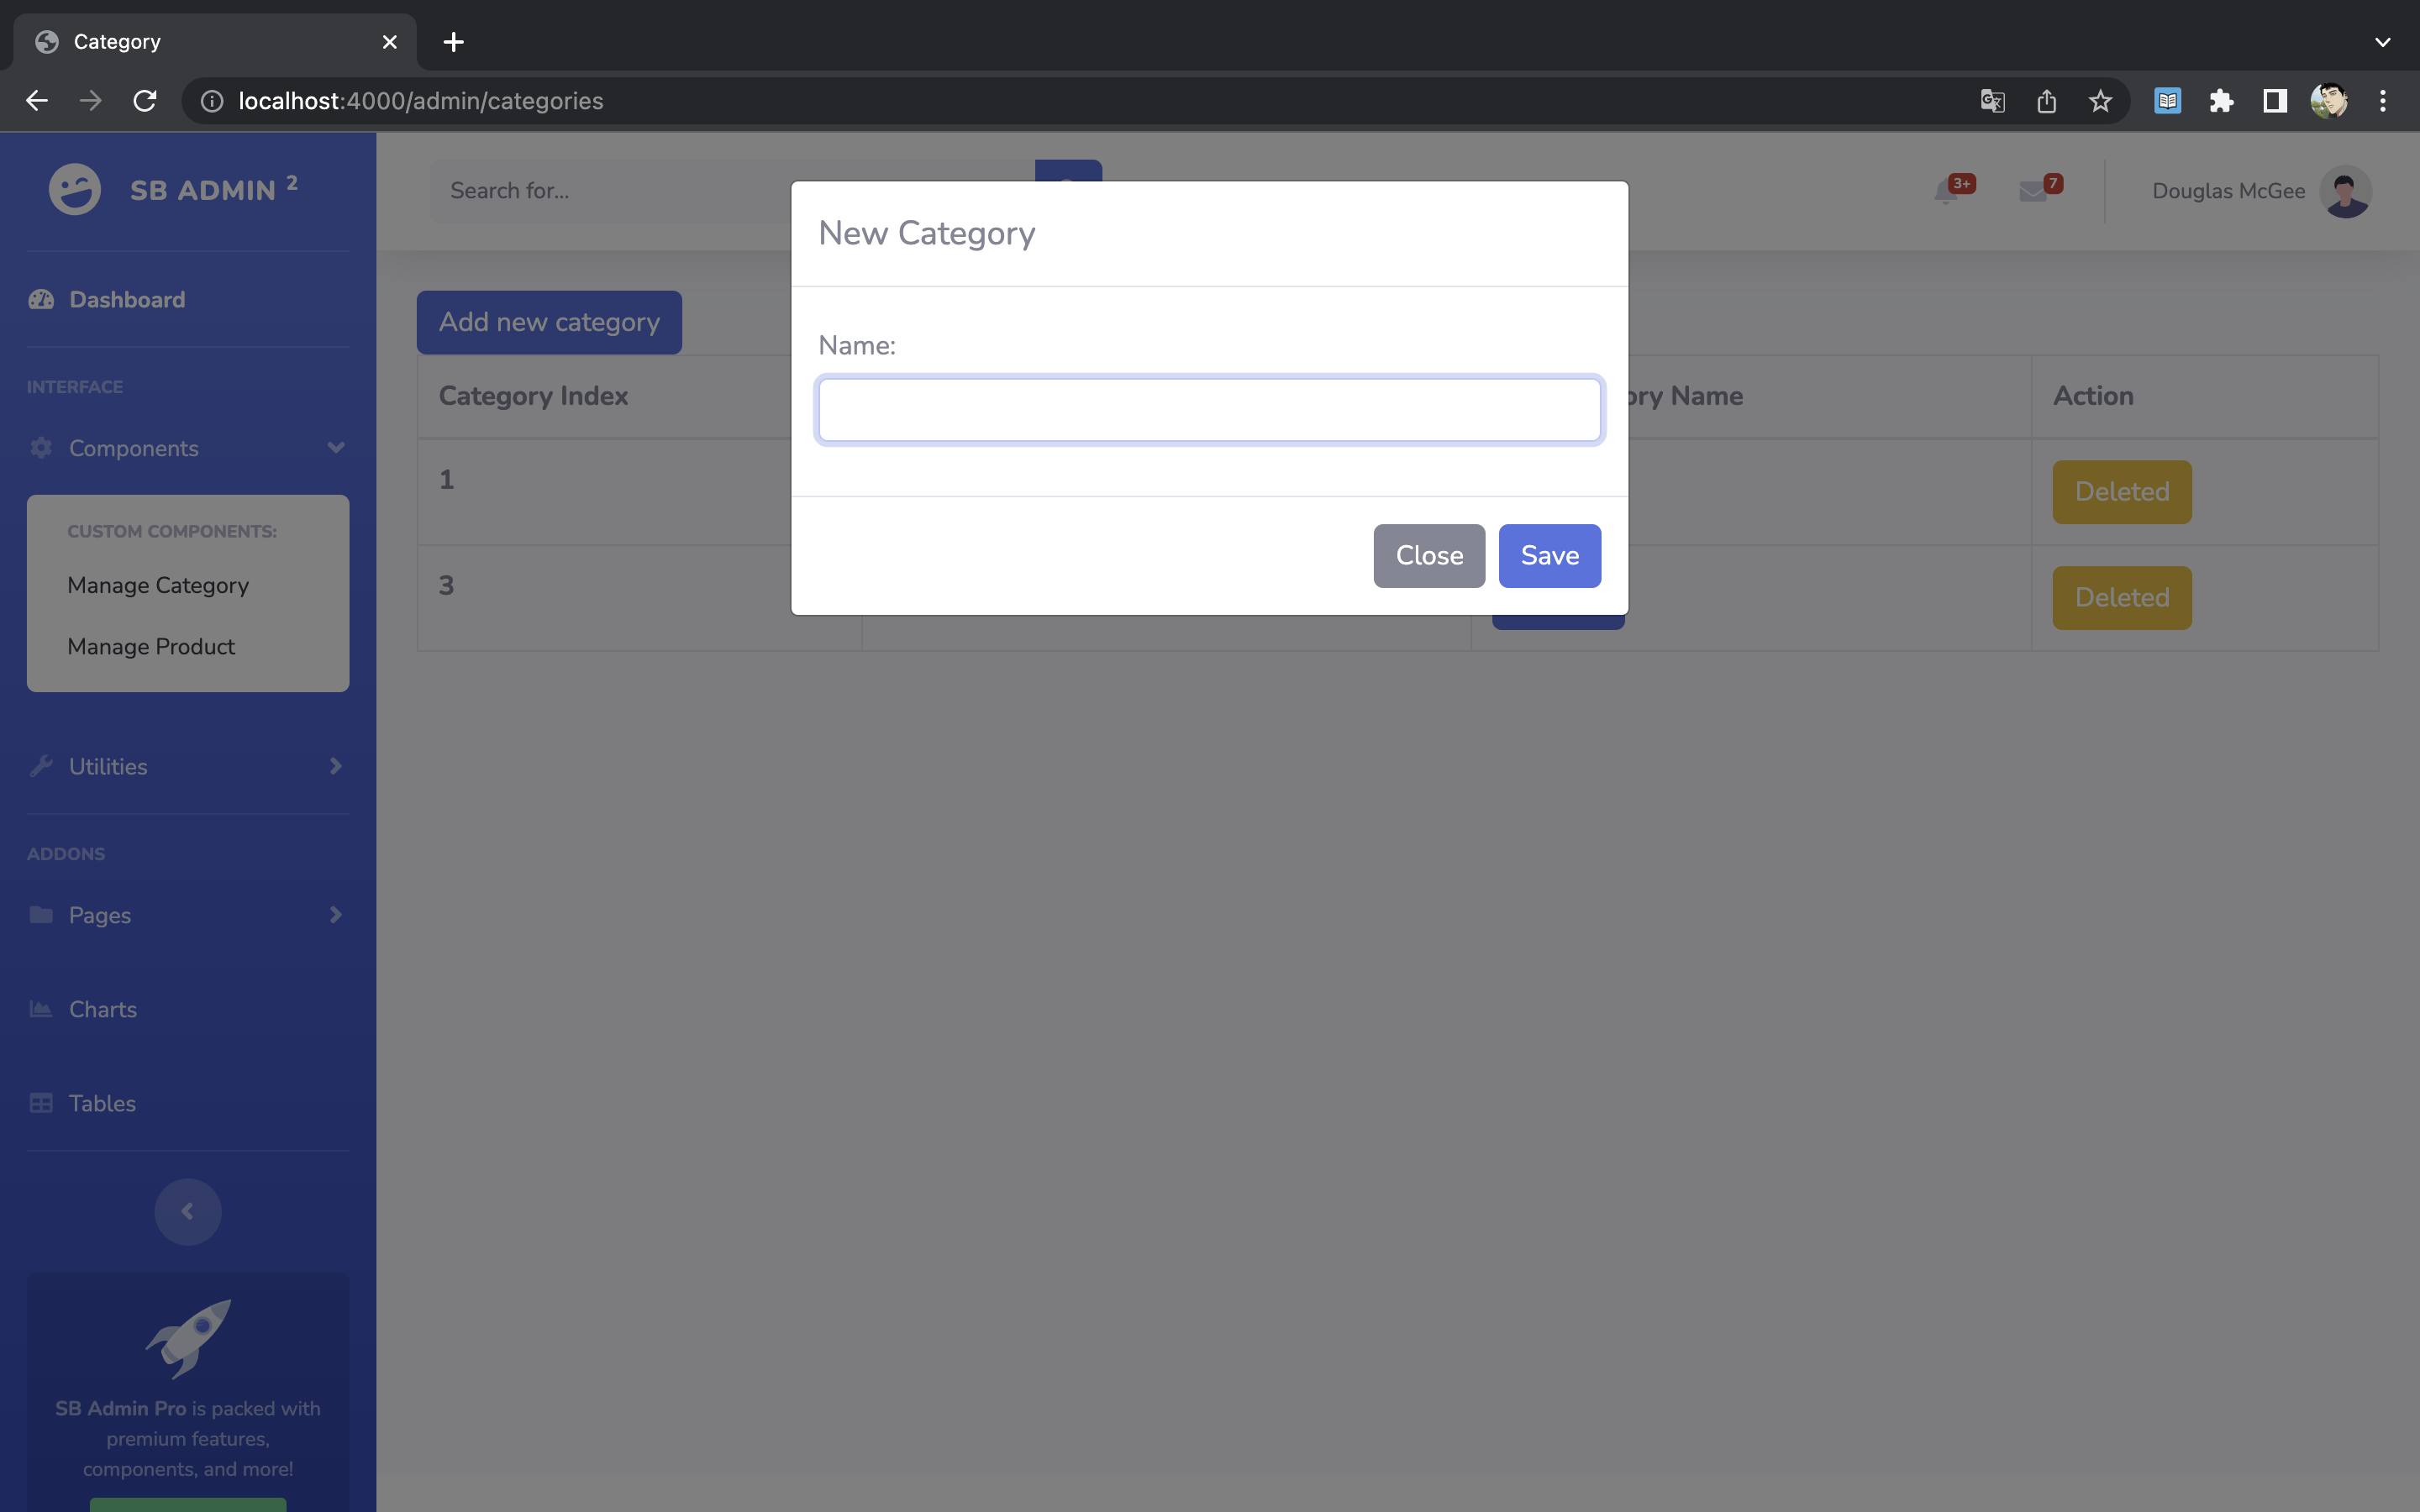 Category
localhost:4000/admin/categories
SB ADMIN 2
Search for...
3+
7
Douglas McGee
Dashboard
INTERFACE
Components
CUSTOM COMPONENTS:
Manage Category
Manage Product
Utilities
ADDONS
Pages
Charts
Tables
SB Admin Pro is packed with
premium features,
components, and more!
Add new category
Category Index
ory Name
Action
1
Deleted
3
Deleted
New Category
Name:
Close
Save